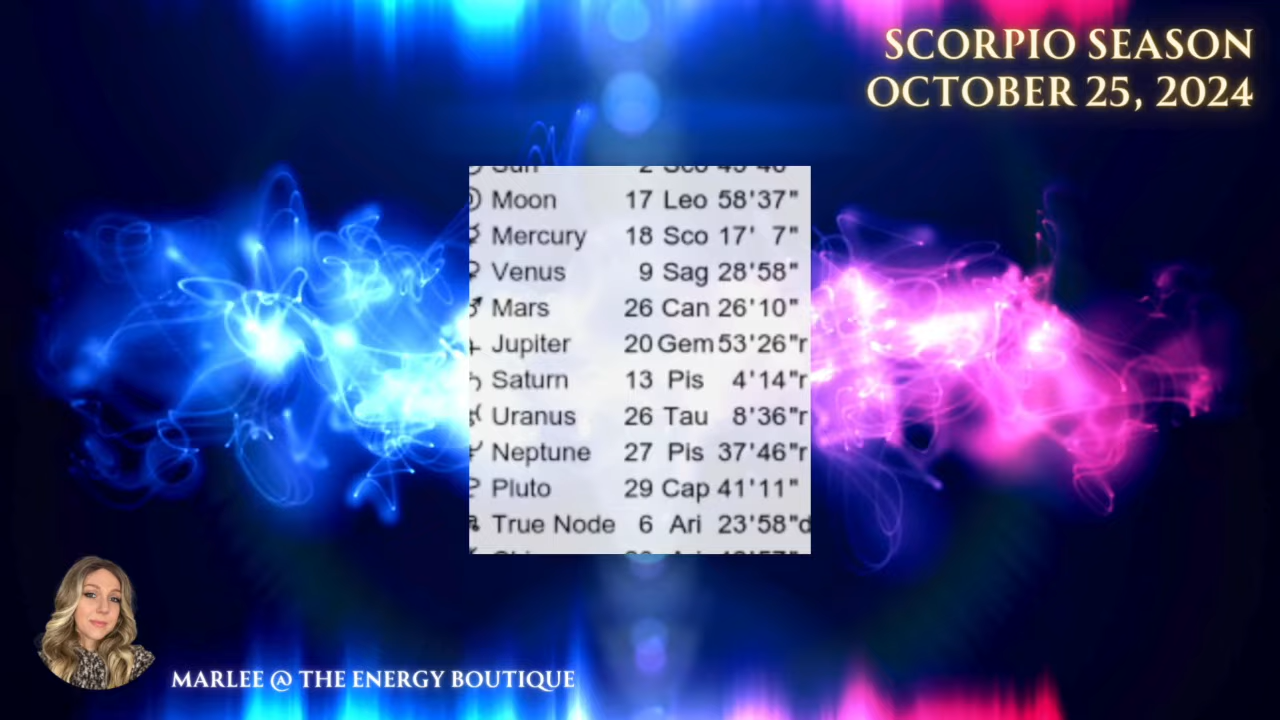 SCORPIO SEASON
OCTOBER 25, 2024
Sun 2 Sco
Moon 17 Leo 58'37"
Mercury 18 Sco 17' 7"
Venus 9 Sag 28'58"
Mars 26 Can 26'10"
Jupiter 20 Gem 53'26"r
Saturn 13 Pis 4'14"r
Uranus 26 Tau 8'36"r
Neptune 27 Pis 37'46"r
Pluto 29 Cap 41'11"
True Node 6 Ari 23'58"d
MARLEE @ THE ENERGY BOUTIQUE